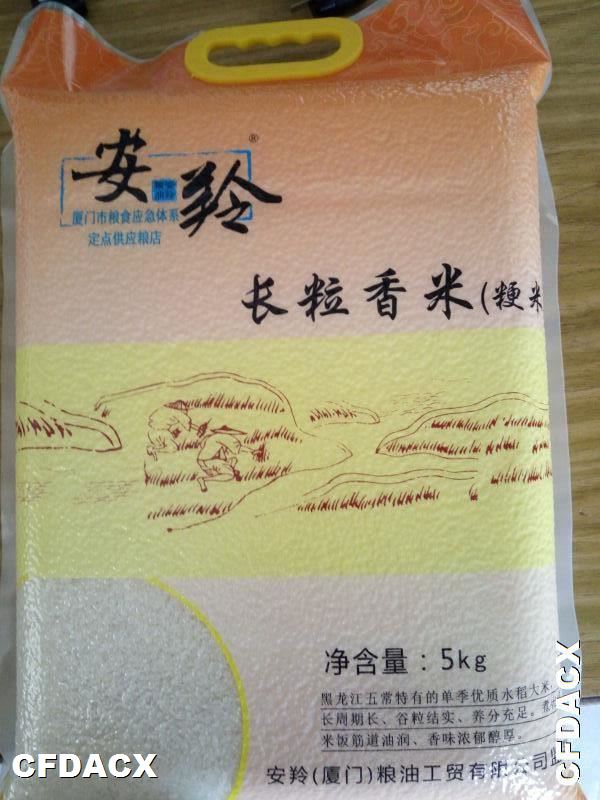 安羚®
厦门市粮食应急体系
定点供应粮店
长粒香米(粳米
净含量：5kg
黑龙江五常特有的单季优质水稻大米,
长周期长、谷粒结实、养分充足。煮
米饭筋道油润、香味浓郁醇厚。
安羚(厦门)粮油工贸有限公司监
CFDACX
CFDACX